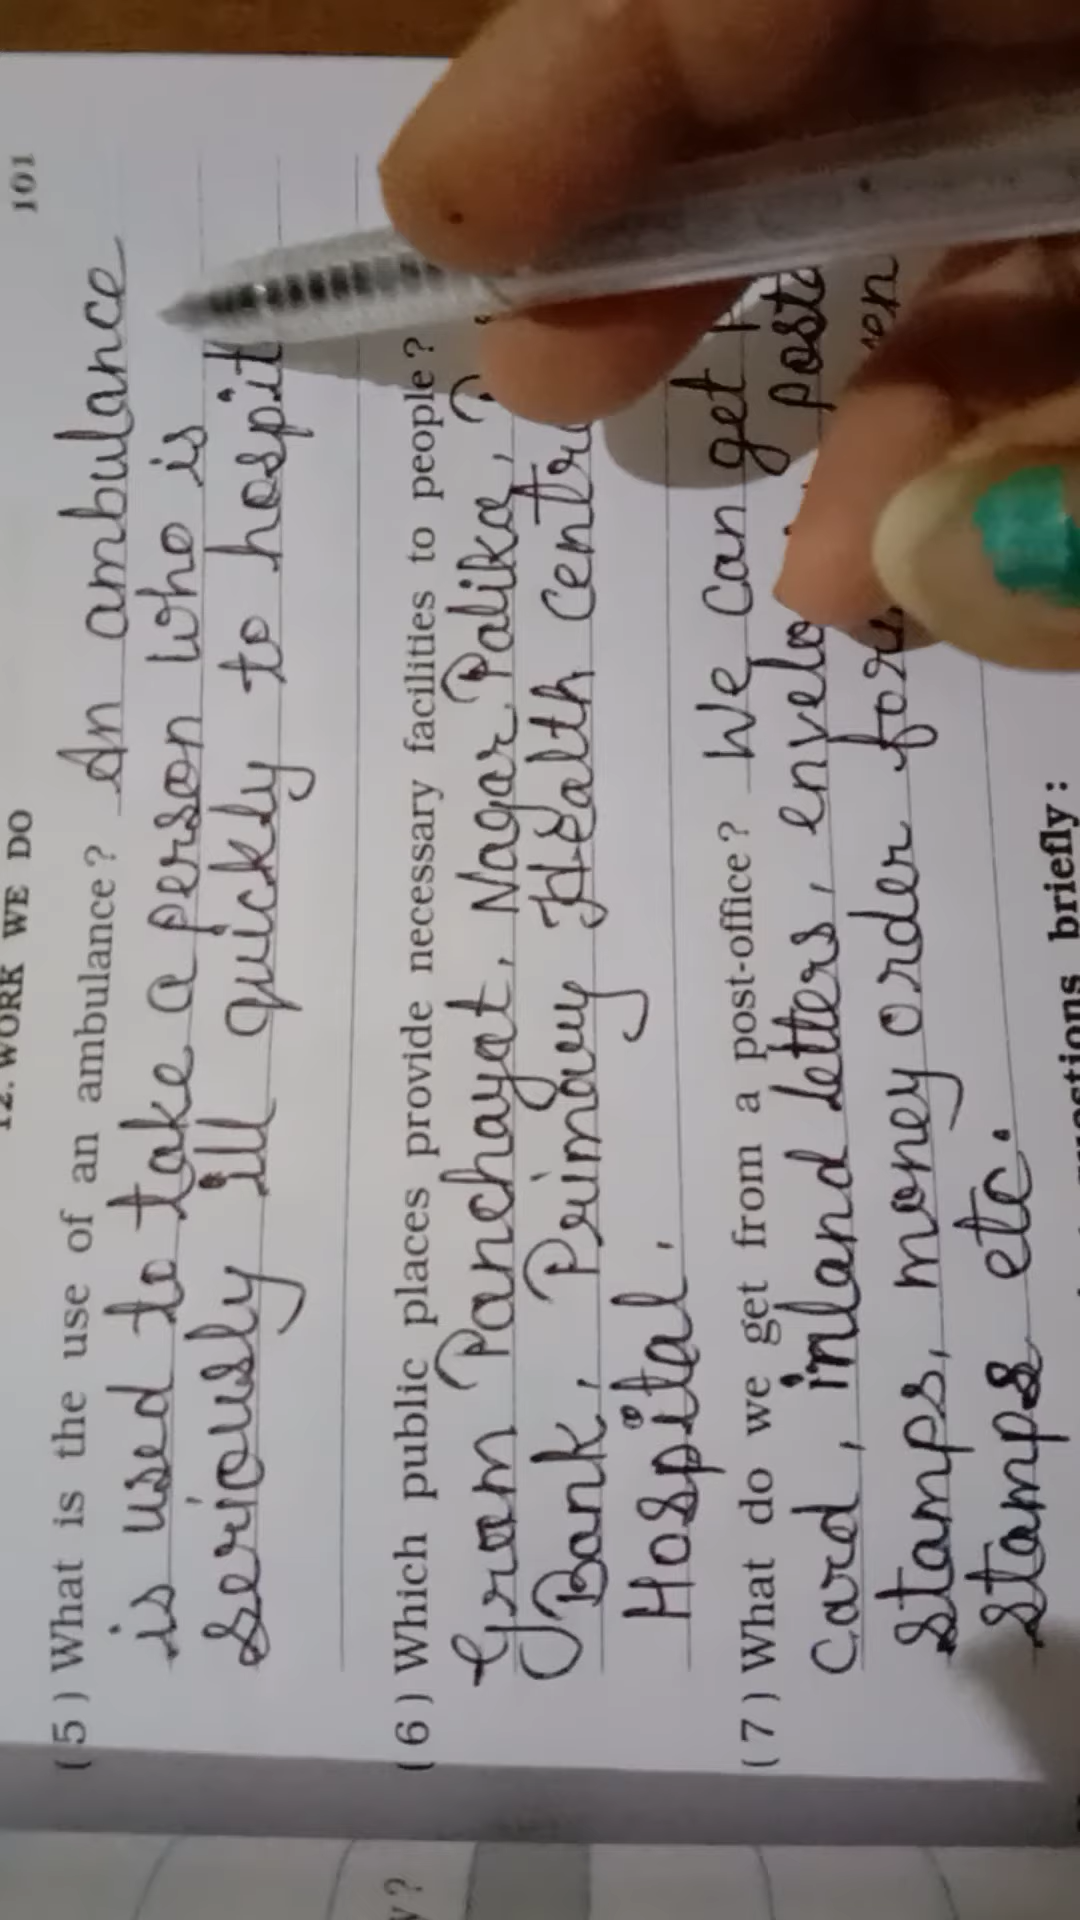 12. WORK WE DO 101
(5) What is the use of an ambulance? An ambulance
is used to take a person who is
seriously ill quickly to hospit
(6) Which public places provide necessary facilities to people?
Gram Panchayat, Nagar Palika,
Bank, Primary Health Centr
Hospital.
(7) What do we get from a post-office? We can get
card, inland letters, envelo posta
stamps, money order for
stamps etc.
briefly :